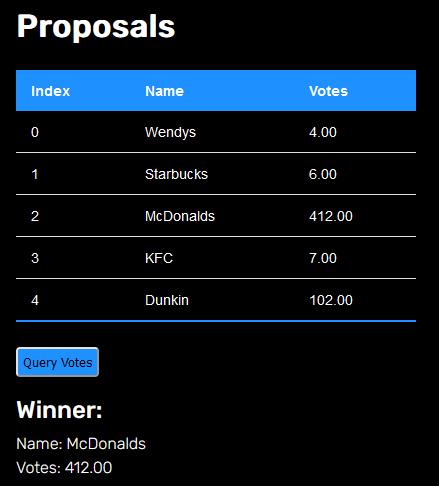 Proposals
Index Name Votes
0 Wendys 4.00
1 Starbucks 6.00
2 McDonalds 412.00
3 KFC 7.00
4 Dunkin 102.00
Query Votes
Winner:
Name: McDonalds
Votes: 412.00